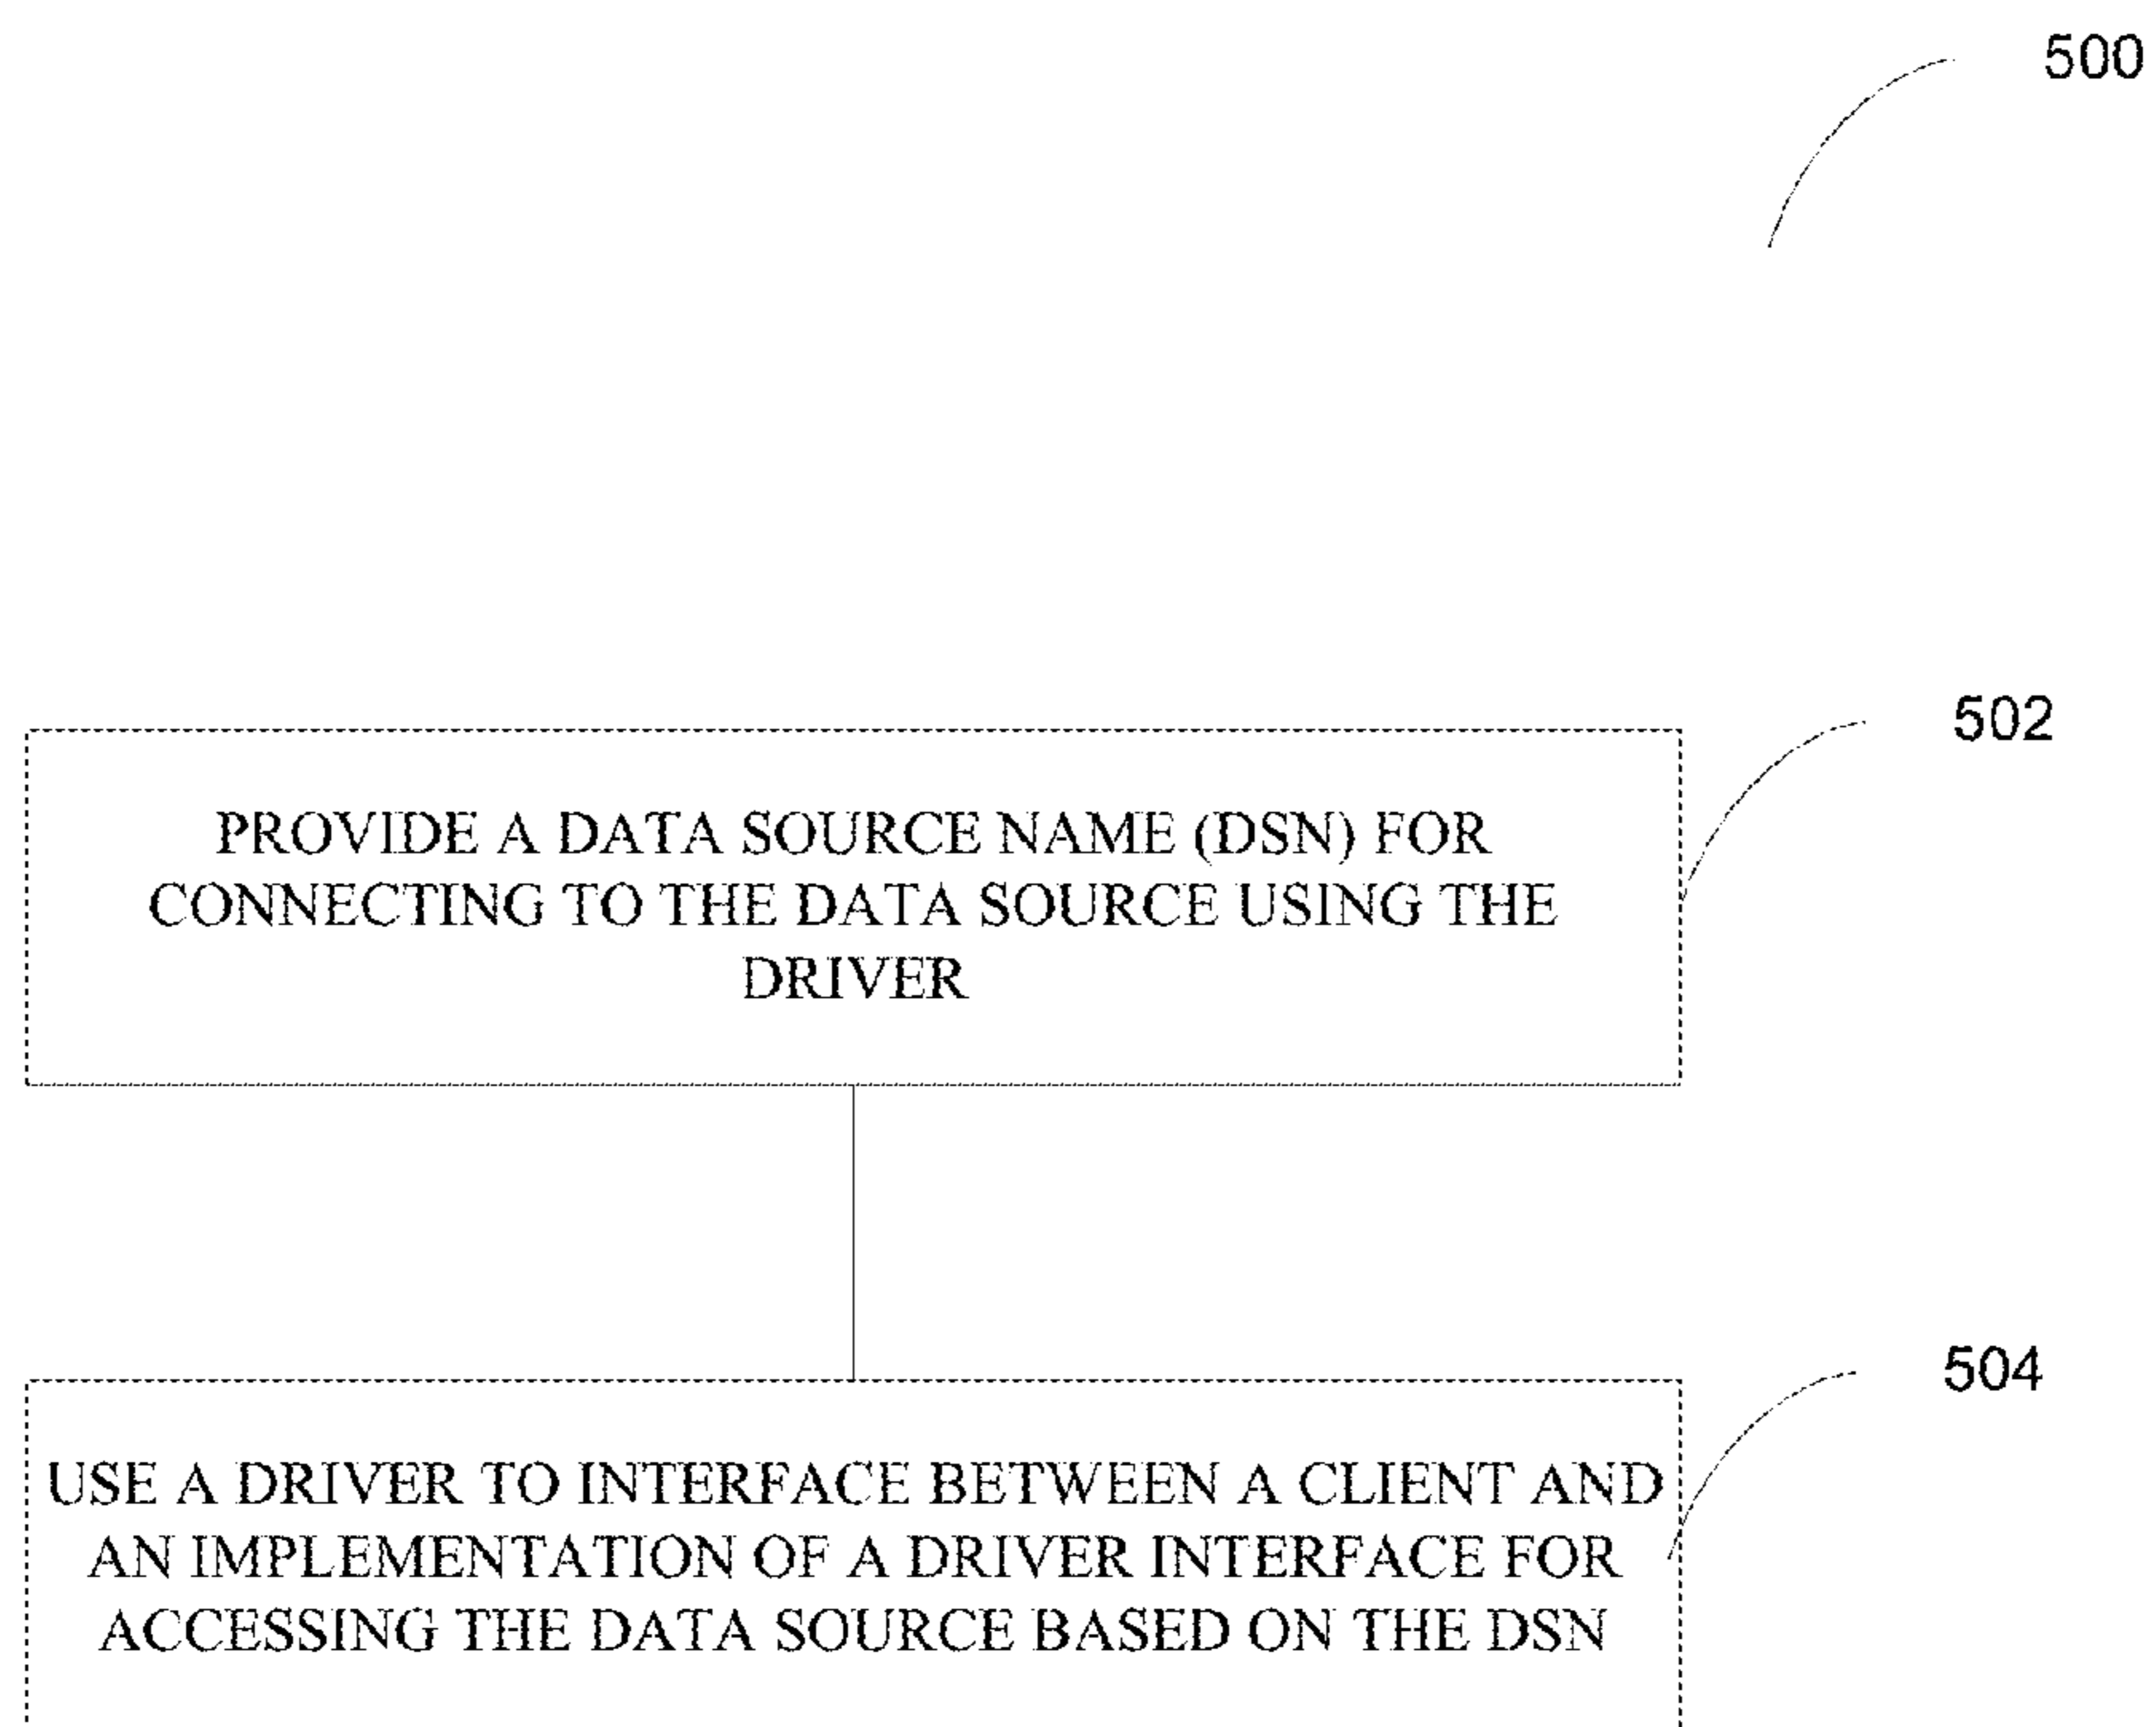 500
502
PROVIDE A DATA SOURCE NAME (DSN) FOR
CONNECTING TO THE DATA SOURCE USING THE
DRIVER
504
USE A DRIVER TO INTERFACE BETWEEN A CLIENT AND
AN IMPLEMENTATION OF A DRIVER INTERFACE FOR
ACCESSING THE DATA SOURCE BASED ON THE DSN